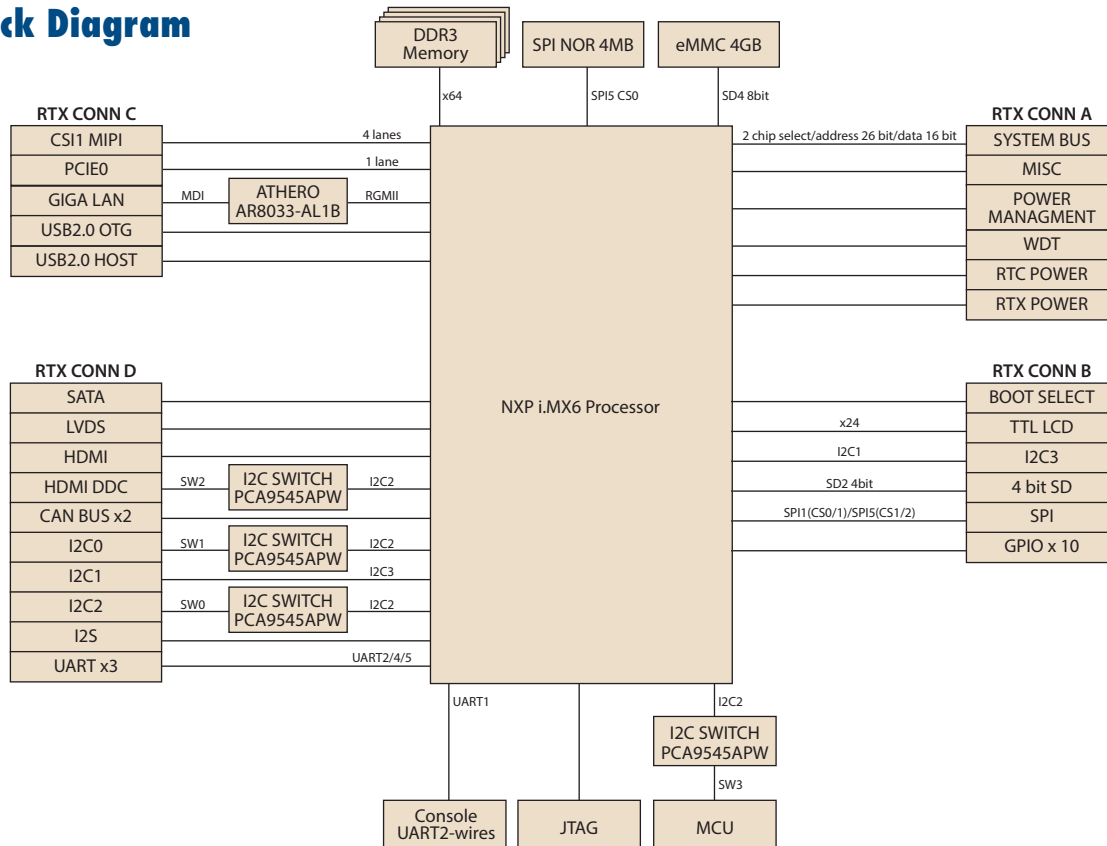 ck Diagram
DDR3
Memory
SPI NOR 4MB
eMMC 4GB
x64
SPI5 CS0
SD4 8bit
RTX CONN C
CSI1 MIPI
4 lanes
PCIE0
1 lane
GIGA LAN
MDI
ATHERO
AR8033-AL1B
RGMII
USB2.0 OTG
USB2.0 HOST
RTX CONN A
2 chip select/address 26 bit/data 16 bit
SYSTEM BUS
MISC
POWER
MANAGMENT
WDT
RTC POWER
RTX POWER
NXP i.MX6 Processor
RTX CONN D
SATA
LVDS
HDMI
HDMI DDC
SW2
I2C SWITCH
PCA9545APW
I2C2
CAN BUS x2
I2C0
SW1
I2C SWITCH
PCA9545APW
I2C2
I2C1
I2C3
I2C2
SW0
I2C SWITCH
PCA9545APW
I2C2
I2S
UART x3
UART2/4/5
RTX CONN B
BOOT SELECT
x24
TTL LCD
I2C1
I2C3
SD2 4bit
4 bit SD
SPI1(CS0/1)/SPI5(CS1/2)
SPI
GPIO x 10
UART1
I2C2
I2C SWITCH
PCA9545APW
SW3
Console
UART2-wires
JTAG
MCU